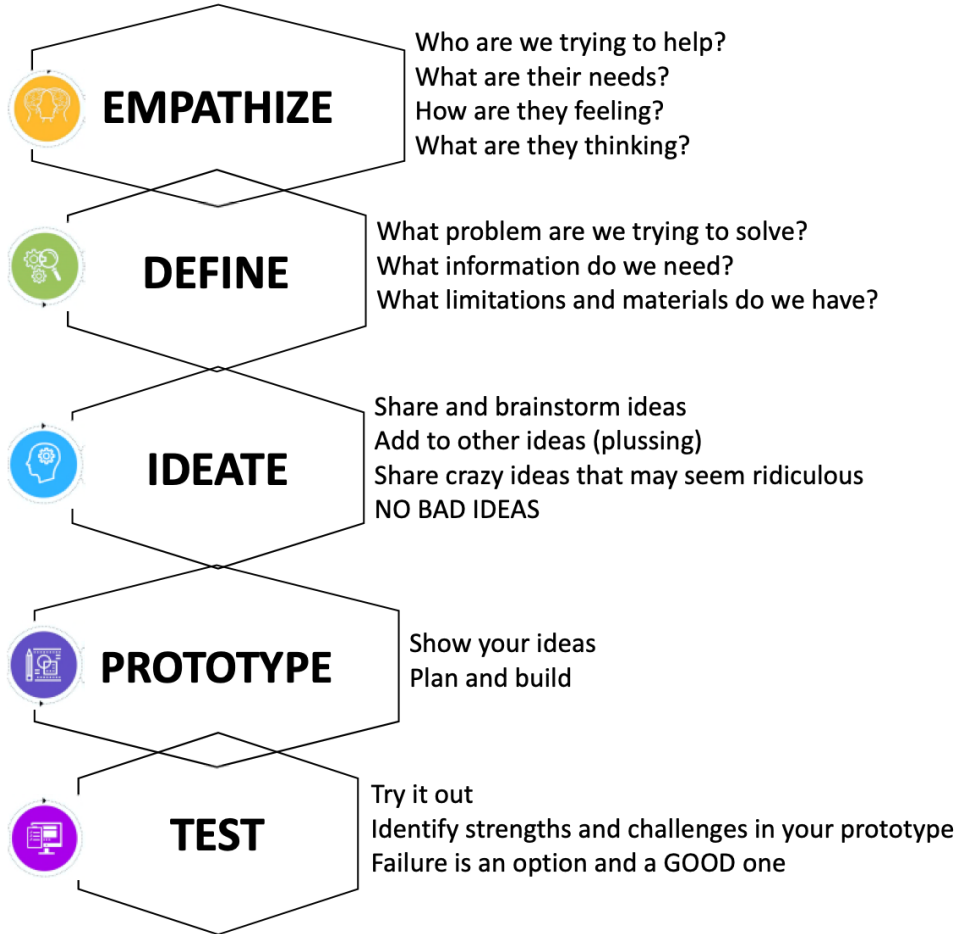 EMPATHIZE
Who are we trying to help?
What are their needs?
How are they feeling?
What are they thinking?
DEFINE
What problem are we trying to solve?
What information do we need?
What limitations and materials do we have?
IDEATE
Share and brainstorm ideas
Add to other ideas (plussing)
Share crazy ideas that may seem ridiculous
NO BAD IDEAS
PROTOTYPE
Show your ideas
Plan and build
TEST
Try it out
Identify strengths and challenges in your prototype
Failure is an option and a GOOD one